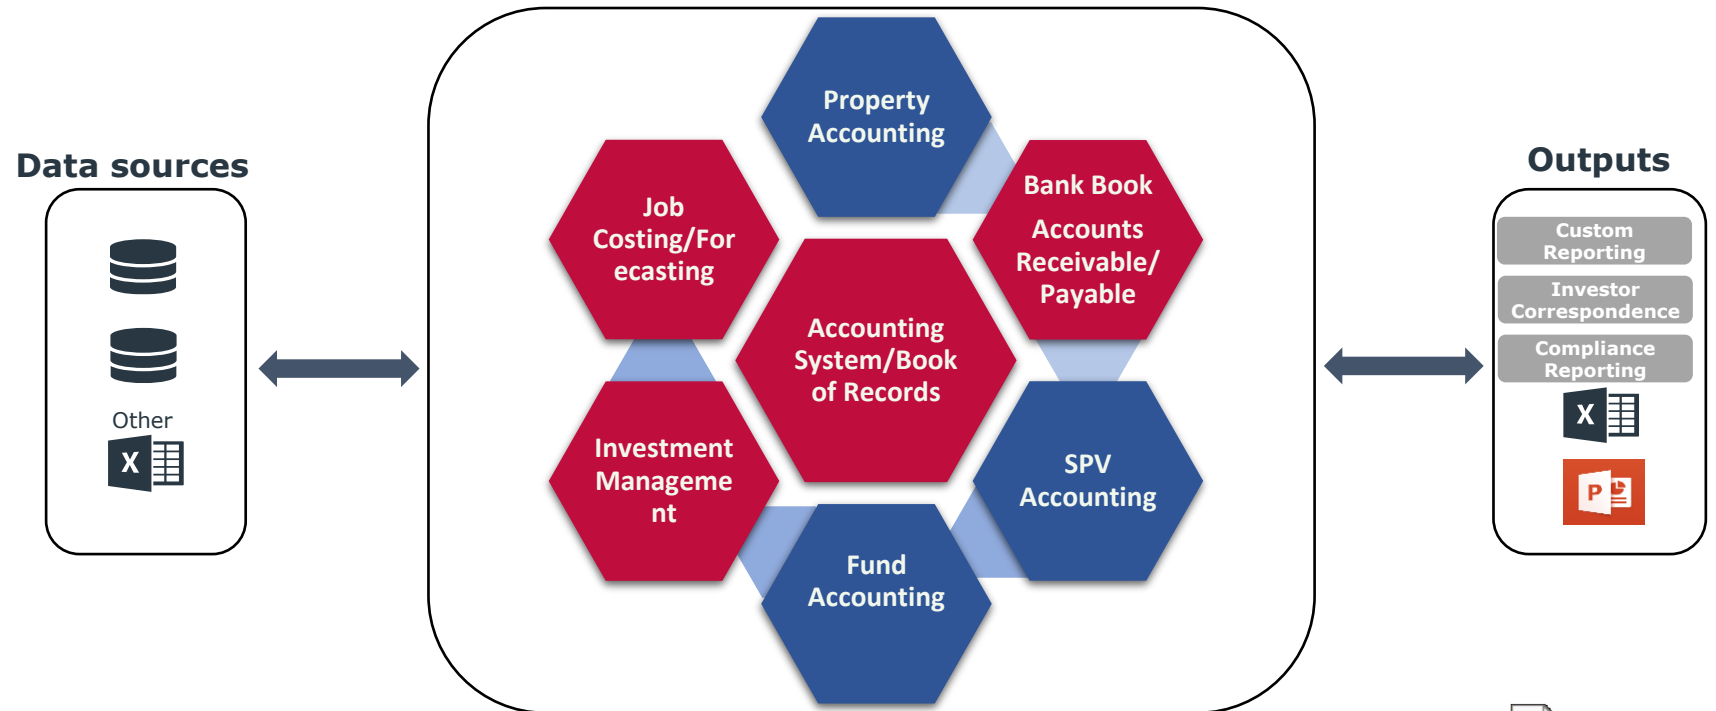 Data sources
Other
X
Property
Accounting
Job
Costing/For
ecasting
Bank Book
Accounts
Receivable/
Payable
Accounting
System/Book
of Records
Investment
Manageme
nt
SPV
Accounting
Fund
Accounting
Outputs
Custom
Reporting
Investor
Correspondence
Compliance
Reporting
X
P